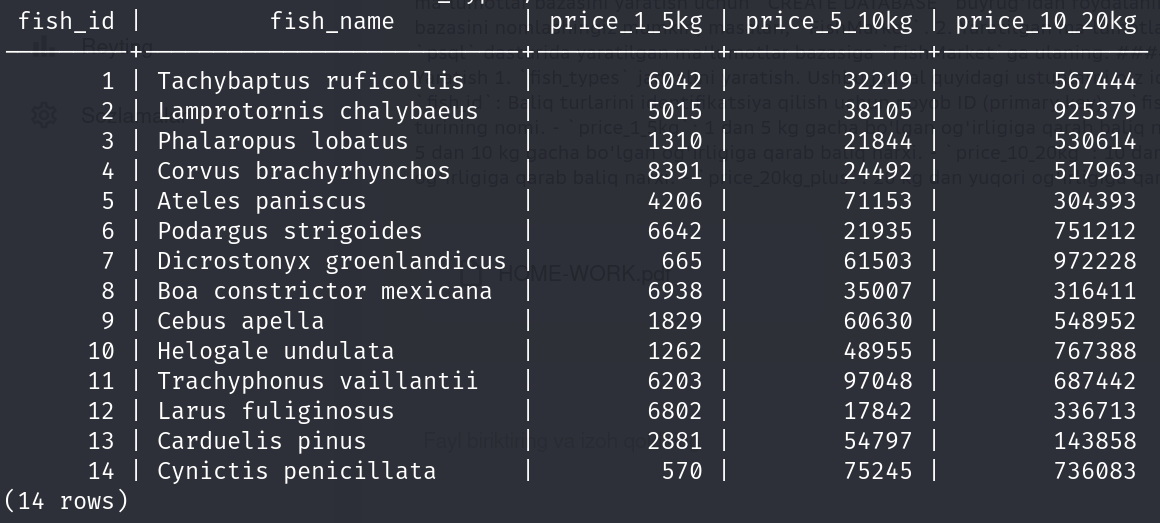 fish_id | fish_name | price_1_5kg | price_5_10kg | price_10_20kg
1 | Tachybaptus ruficollis | 6042 | 32219 | 567444
2 | Lamprotornis chalybaeus | 5015 | 38105 | 925379
3 | Phalaropus lobatus | 1310 | 21844 | 530614
4 | Corvus brachyrhynchos | 8391 | 24492 | 517963
5 | Ateles paniscus | 4206 | 71153 | 304393
6 | Podargus strigoides | 6642 | 21935 | 751212
7 | Dicrostonyx groenlandicus | 665 | 61503 | 972228
8 | Boa constrictor mexicana | 6938 | 35007 | 316411
9 | Cebus apella | 1829 | 60630 | 548952
10 | Helogale undulata | 1262 | 48955 | 767388
11 | Trachyphonus vaillantii | 6203 | 97048 | 687442
12 | Larus fuliginosus | 6802 | 17842 | 336713
13 | Carduelis pinus | 2881 | 54797 | 143858
14 | Cynictis penicillata | 570 | 75245 | 736083
(14 rows)
HOME-WORK.pdf